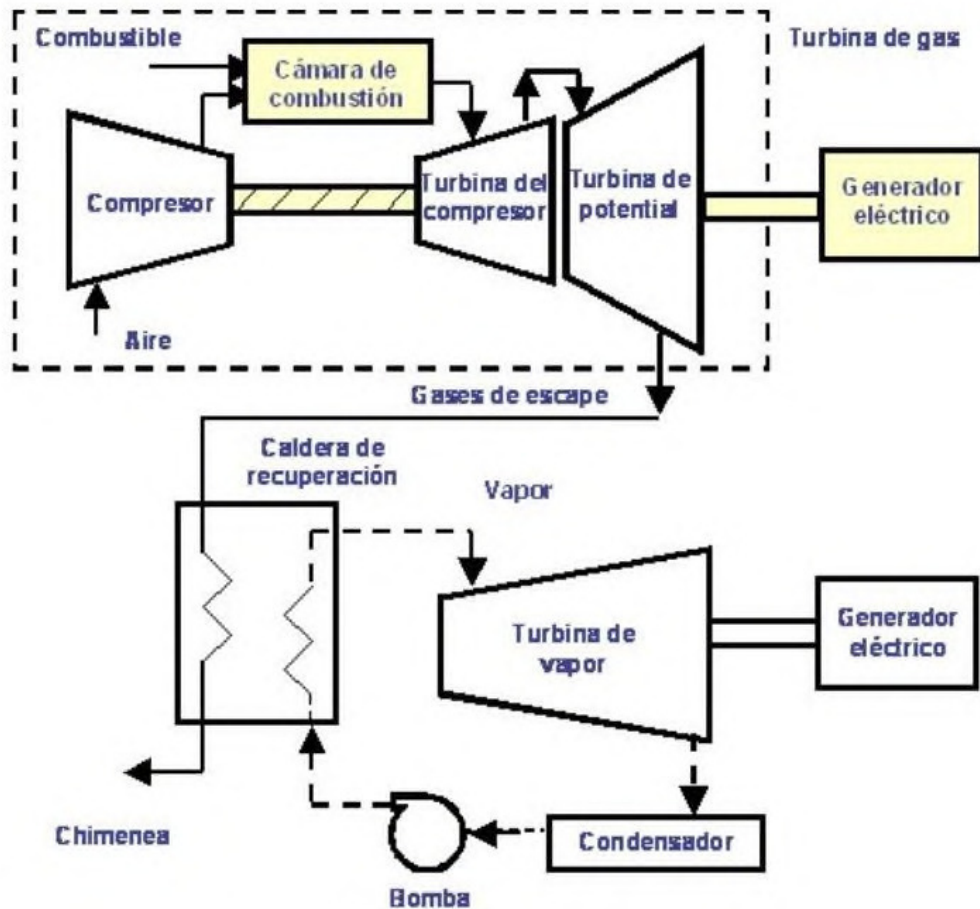 Combustible
Turbina de gas
Cámara de
combustión
Compresor
Turbina del
compresor
Turbina de
potential
Generador
eléctrico
Aire
Gases de escape
Caldera de
recuperación
Vapor
Turbina de
vapor
Generador
eléctrico
Chimenea
Condensador
Bomba